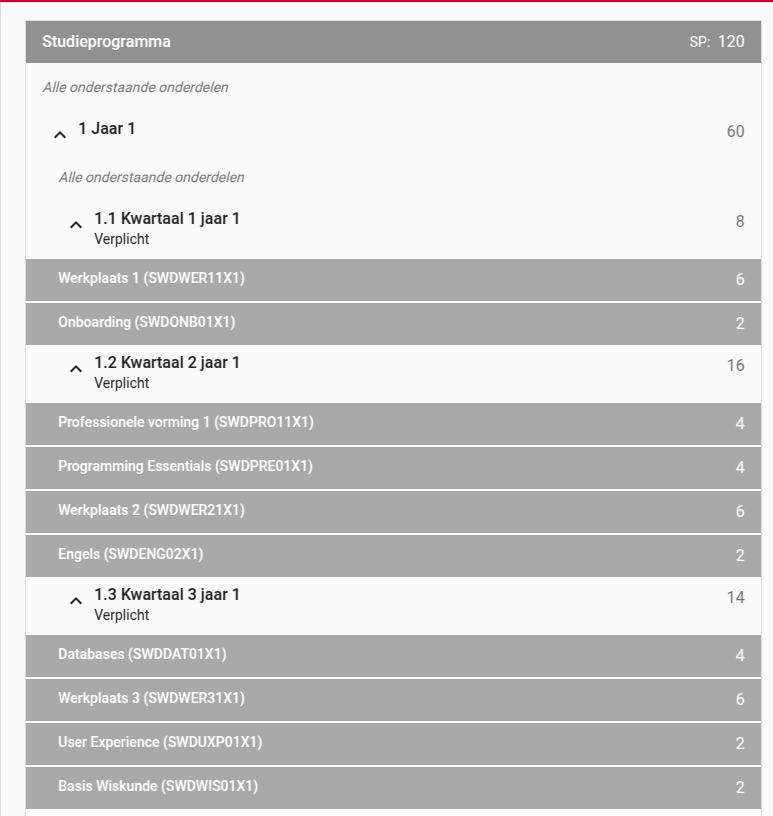 Studieprogramma SP: 120
Alle onderstaande onderdelen
1 Jaar 1 60
Alle onderstaande onderdelen
1.1 Kwartaal 1 jaar 1 8
Verplicht
Werkplaats 1 (SWDWER11X1) 6
Onboarding (SWDONB01X1) 2
1.2 Kwartaal 2 jaar 1 16
Verplicht
Professionele vorming 1 (SWDPRO11X1) 4
Programming Essentials (SWDPRE01X1) 4
Werkplaats 2 (SWDWER21X1) 6
Engels (SWDENG02X1) 2
1.3 Kwartaal 3 jaar 1 14
Verplicht
Databases (SWDDAT01X1) 4
Werkplaats 3 (SWDWER31X1) 6
User Experience (SWDUXP01X1) 2
Basis Wiskunde (SWDWIS01X1) 2